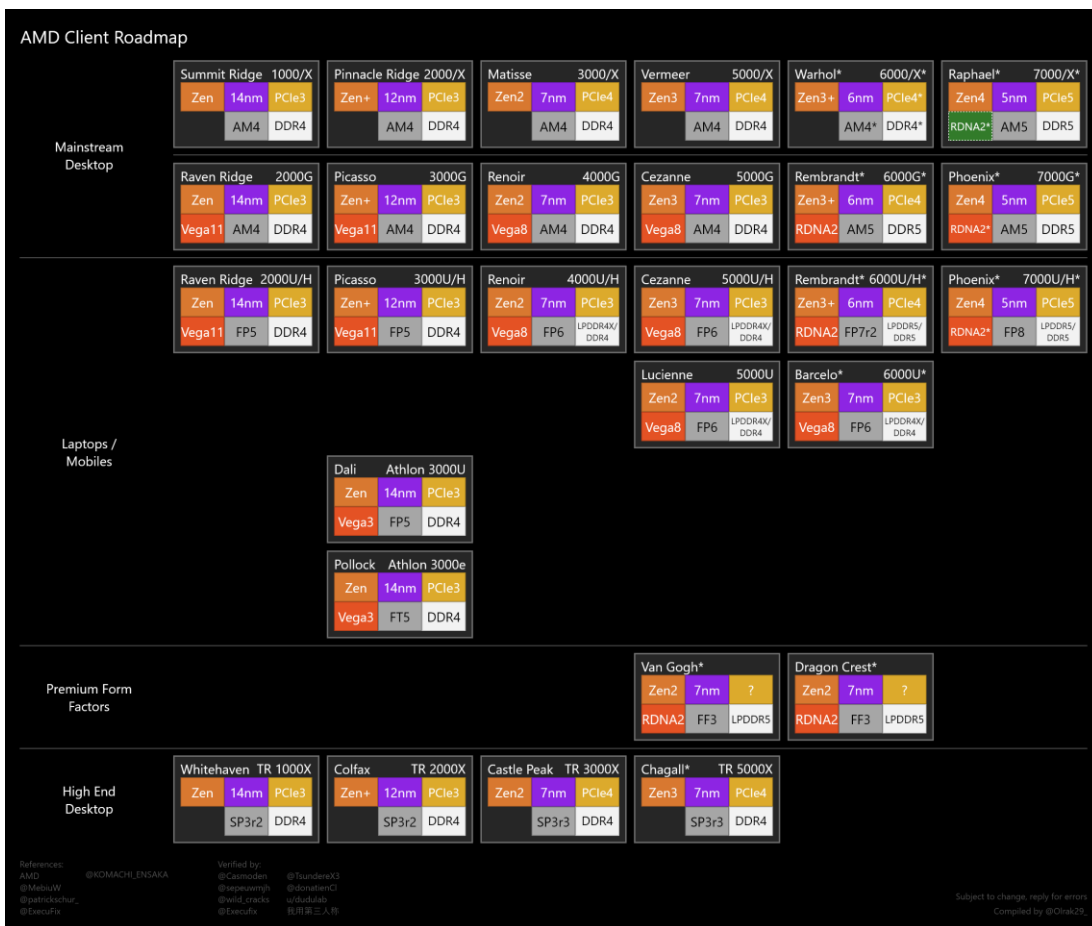 AMD Client Roadmap
Mainstream
Desktop
Summit Ridge 1000/X
Zen 14nm PCIe3
AM4 DDR4
Pinnacle Ridge 2000/X
Zen+ 12nm PCIe3
AM4 DDR4
Matisse 3000/X
Zen2 7nm PCIe4
AM4 DDR4
Vermeer 5000/X
Zen3 7nm PCIe4
AM4 DDR4
Warhol* 6000/X*
Zen3+ 6nm PCIe4*
AM4* DDR4*
Raphael* 7000/X*
Zen4 5nm PCIe5
RDNA2* AM5 DDR5
Raven Ridge 2000G
Zen 14nm PCIe3
Vega11 AM4 DDR4
Picasso 3000G
Zen+ 12nm PCIe3
Vega11 AM4 DDR4
Renoir 4000G
Zen2 7nm PCIe3
Vega8 AM4 DDR4
Cezanne 5000G
Zen3 7nm PCIe3
Vega8 AM4 DDR4
Rembrandt* 6000G*
Zen3+ 6nm PCIe4
RDNA2 AM5 DDR5
Phoenix* 7000G*
Zen4 5nm PCIe5
RDNA2* AM5 DDR5
Laptops /
Mobiles
Raven Ridge 2000U/H
Zen 14nm PCIe3
Vega11 FP5 DDR4
Picasso 3000U/H
Zen+ 12nm PCIe3
Vega11 FP5 DDR4
Renoir 4000U/H
Zen2 7nm PCIe3
Vega8 FP6 LPDDR4X/
DDR4
Cezanne 5000U/H
Zen3 7nm PCIe3
Vega8 FP6 LPDDR4X/
DDR4
Rembrandt* 6000U/H*
Zen3+ 6nm PCIe4
RDNA2 FP7r2 LPDDR5/
DDR5
Phoenix* 7000U/H*
Zen4 5nm PCIe5
RDNA2* FP8 LPDDR5/
DDR5
Lucienne 5000U
Zen2 7nm PCIe3
Vega8 FP6 LPDDR4X/
DDR4
Barcelo* 6000U*
Zen3 7nm PCIe3
Vega8 FP6 LPDDR4X/
DDR4
Dali Athlon 3000U
Zen 14nm PCIe3
Vega3 FP5 DDR4
Pollock Athlon 3000e
Zen 14nm PCIe3
Vega3 FT5 DDR4
Premium Form
Factors
Van Gogh*
Zen2 7nm ?
RDNA2 FF3 LPDDR5
Dragon Crest*
Zen2 7nm ?
RDNA2 FF3 LPDDR5
High End
Desktop
Whitehaven TR 1000X
Zen 14nm PCIe3
SP3r2 DDR4
Colfax TR 2000X
Zen+ 12nm PCIe3
SP3r2 DDR4
Castle Peak TR 3000X
Zen2 7nm PCIe4
SP3r3 DDR4
Chagall* TR 5000X
Zen3 7nm PCIe4
SP3r3 DDR4
References:
AMD @KOMACHI_ENSAKA
@MebiuW
@patrickschur_
@ExecuFix
Verified by:
@Casmoden @TsundereX3
@sepeuwmjh @donatienCl
@wild_cracks u/dudulab
@Execufix 我用第三人称
Subject to change, reply for errors
Compiled by @Olrak29_